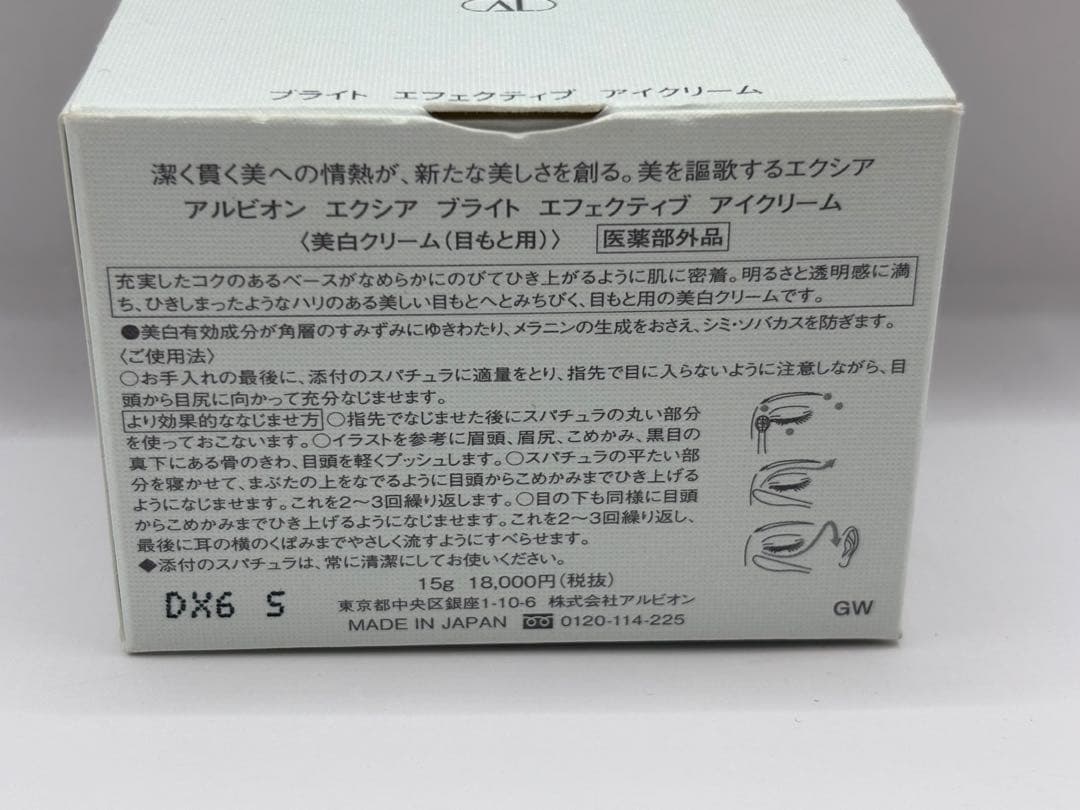 AL
ブライト エフェクティブ アイクリーム
潔く貫く美への情熱が、新たな美しさを創る。美を謳歌するエクシア
アルビオン エクシア ブライト エフェクティブ アイクリーム
〈美白クリーム（目もと用）〉 医薬部外品
充実したコクのあるベースがなめらかにのびてひき上がるように肌に密着。明るさと透明感に満
ち、ひきしまったようなハリのある美しい目もとへとみちびく、目もと用の美白クリームです。
●美白有効成分が角層のすみずみにゆきわたり、メラニンの生成をおさえ、シミ・ソバカスを防ぎます。
〈ご使用法〉
○お手入れの最後に、添付のスパチュラに適量をとり、指先で目に入らないように注意しながら、目
頭から目尻に向かって充分なじませます。
より効果的ななじませ方 ○指先でなじませた後にスパチュラの丸い部分
を使っておこないます。○イラストを参考に眉頭、眉尻、こめかみ、黒目の
真下にある骨のきわ、目頭を軽くプッシュします。○スパチュラの平たい部
分を寝かせて、まぶたの上をなでるように目頭からこめかみまでひき上げる
ようになじませます。これを2〜3回繰り返します。○目の下も同様に目頭
からこめかみまでひき上げるようになじませます。これを2〜3回繰り返し、
最後に耳の横のくぼみまでやさしく流すようにすべらせます。
◆添付のスパチュラは、常に清潔にしてお使いください。
15g 18,000円（税抜）
DX6 S
東京都中央区銀座1-10-6 株式会社アルビオン
MADE IN JAPAN 0120-114-225
GW